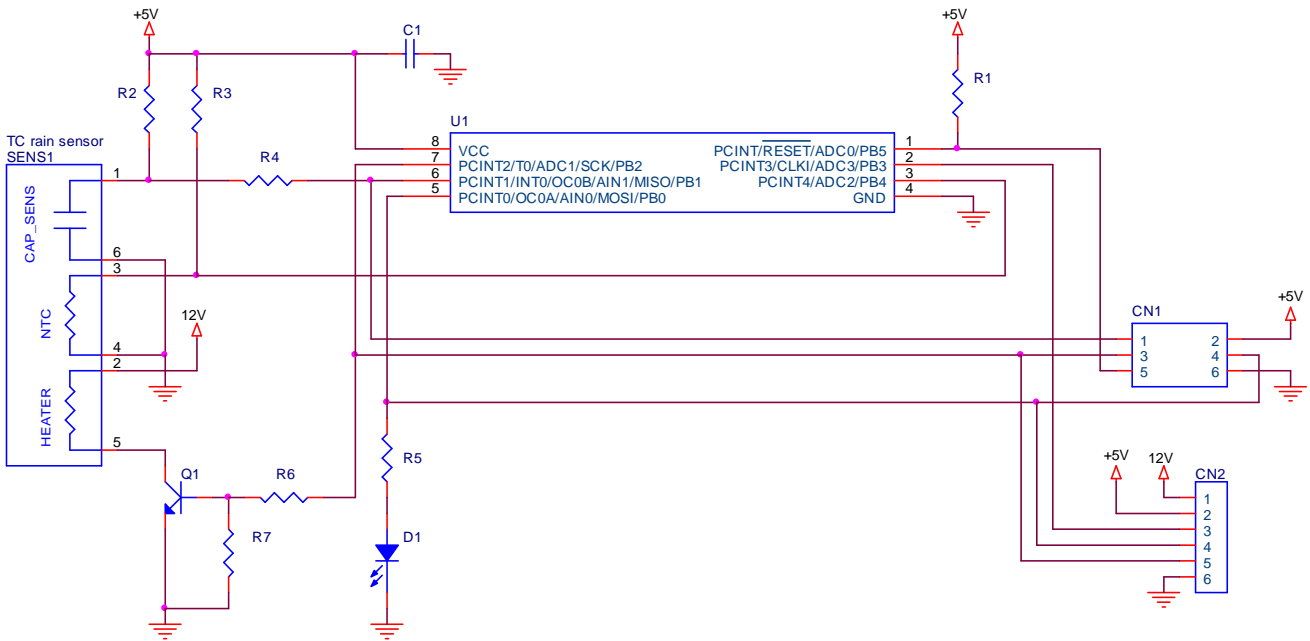 +5V
C1
+5V
R2
R3
R1
U1
TC rain sensor
SENS1
R4
8
VCC
7
PCINT2/T0/ADC1/SCK/PB2
6
PCINT1/INT0/OC0B/AIN1/MISO/PB1
5
PCINT0/OC0A/AIN0/MOSI/PB0
PCINT/RESET/ADC0/PB5
1
PCINT3/CLKI/ADC3/PB3
2
PCINT4/ADC2/PB4
3
GND
4
1
CAP_SENS
6
3
NTC
4
2
HEATER
5
12V
+5V
CN1
1
2
3
4
5
6
R5
Q1
R6
R7
D1
+5V
12V
CN2
1
2
3
4
5
6